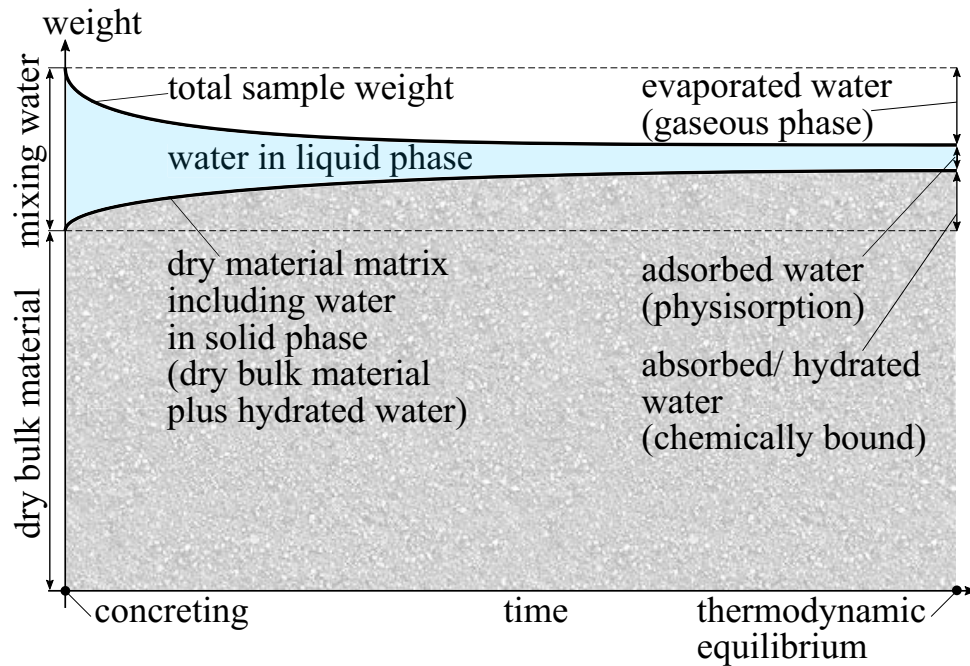 weight
mixing water
dry bulk material
total sample weight
evaporated water
(gaseous phase)
water in liquid phase
dry material matrix
including water
in solid phase
(dry bulk material
plus hydrated water)
adsorbed water
(physisorption)
absorbed/ hydrated
water
(chemically bound)
concreting
time
thermodynamic
equilibrium